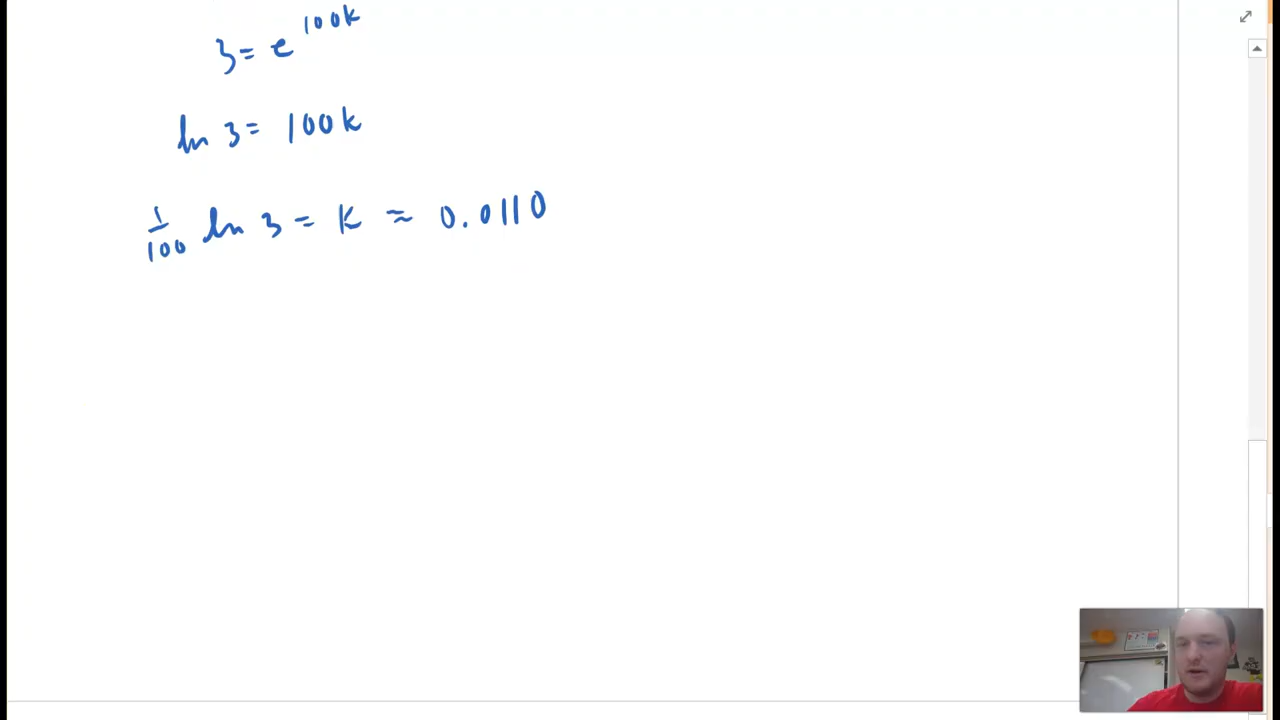 3 = e^{100k}
ln 3 = 100k
1/100 ln 3 = k ≈ 0.0110